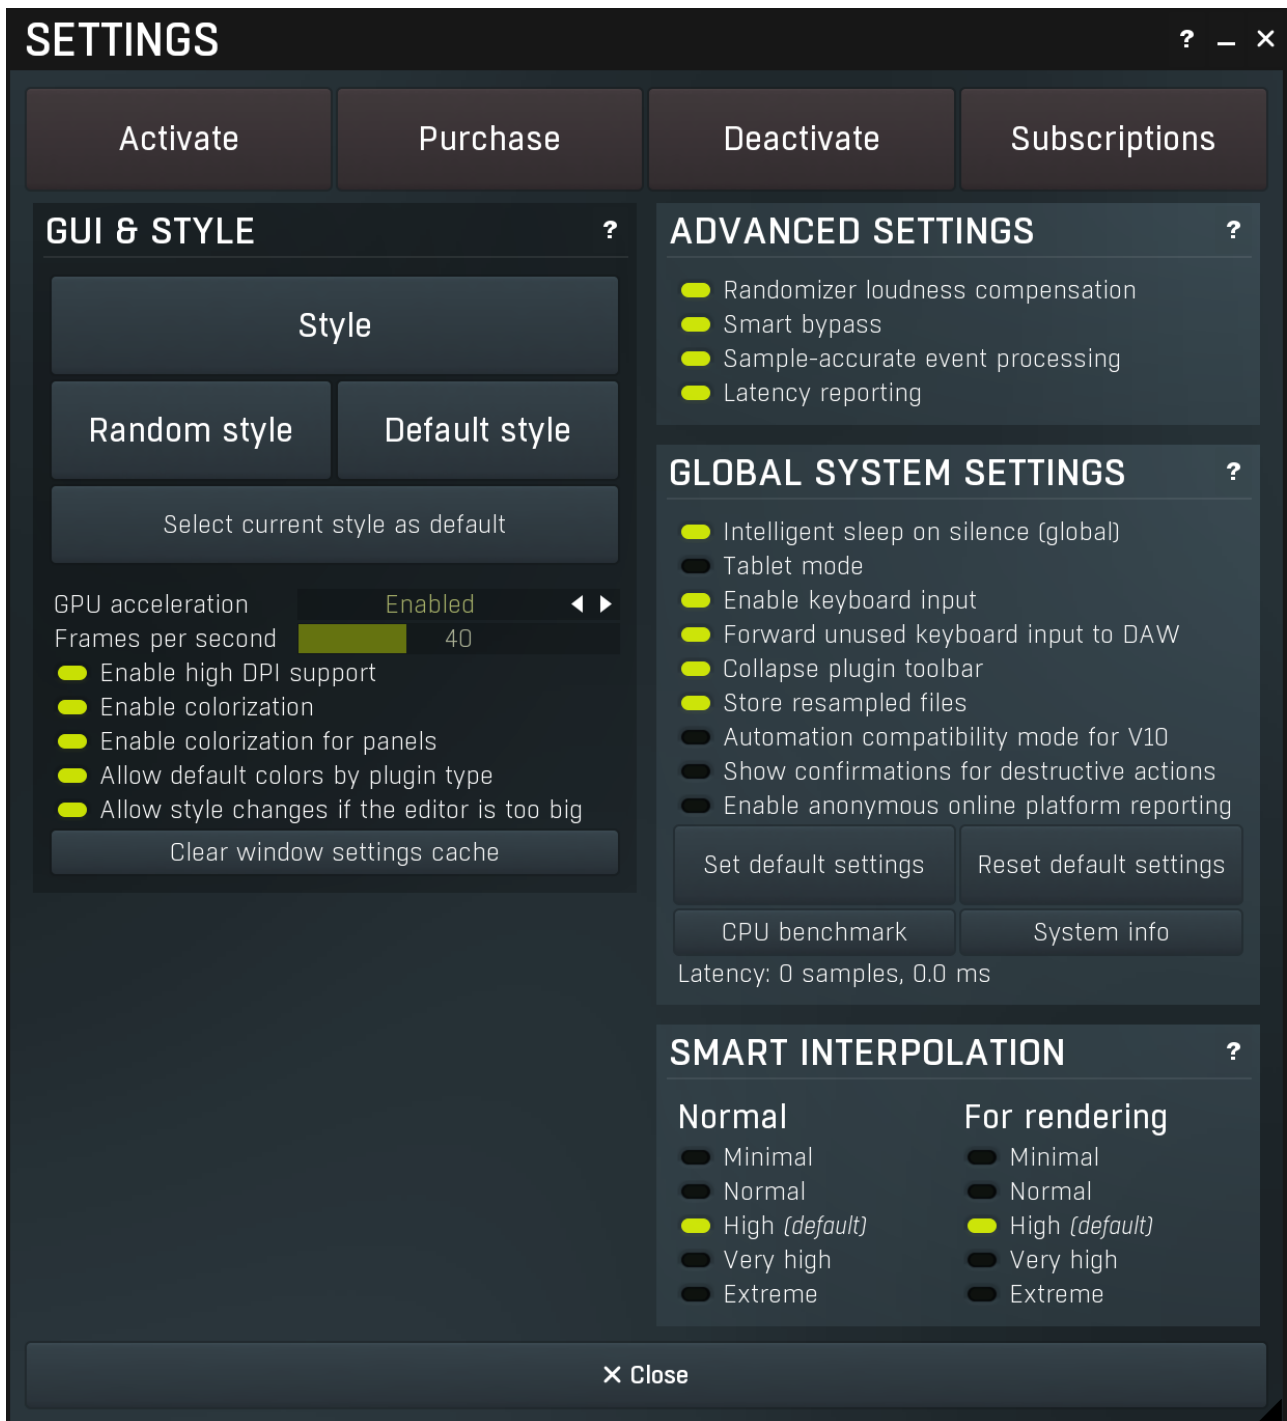 SETTINGS
?
Activate
Purchase
Deactivate
Subscriptions
GUI & STYLE ?
Style
Random style
Default style
Select current style as default
GPU acceleration Enabled
Frames per second 40
Enable high DPI support
Enable colorization
Enable colorization for panels
Allow default colors by plugin type
Allow style changes if the editor is too big
Clear window settings cache
ADVANCED SETTINGS ?
Randomizer loudness compensation
Smart bypass
Sample-accurate event processing
Latency reporting
GLOBAL SYSTEM SETTINGS ?
Intelligent sleep on silence (global)
Tablet mode
Enable keyboard input
Forward unused keyboard input to DAW
Collapse plugin toolbar
Store resampled files
Automation compatibility mode for V10
Show confirmations for destructive actions
Enable anonymous online platform reporting
Set default settings
Reset default settings
CPU benchmark
System info
Latency: 0 samples, 0.0 ms
SMART INTERPOLATION ?
Normal
Minimal
Normal
High (default)
Very high
Extreme
For rendering
Minimal
Normal
High (default)
Very high
Extreme
Close